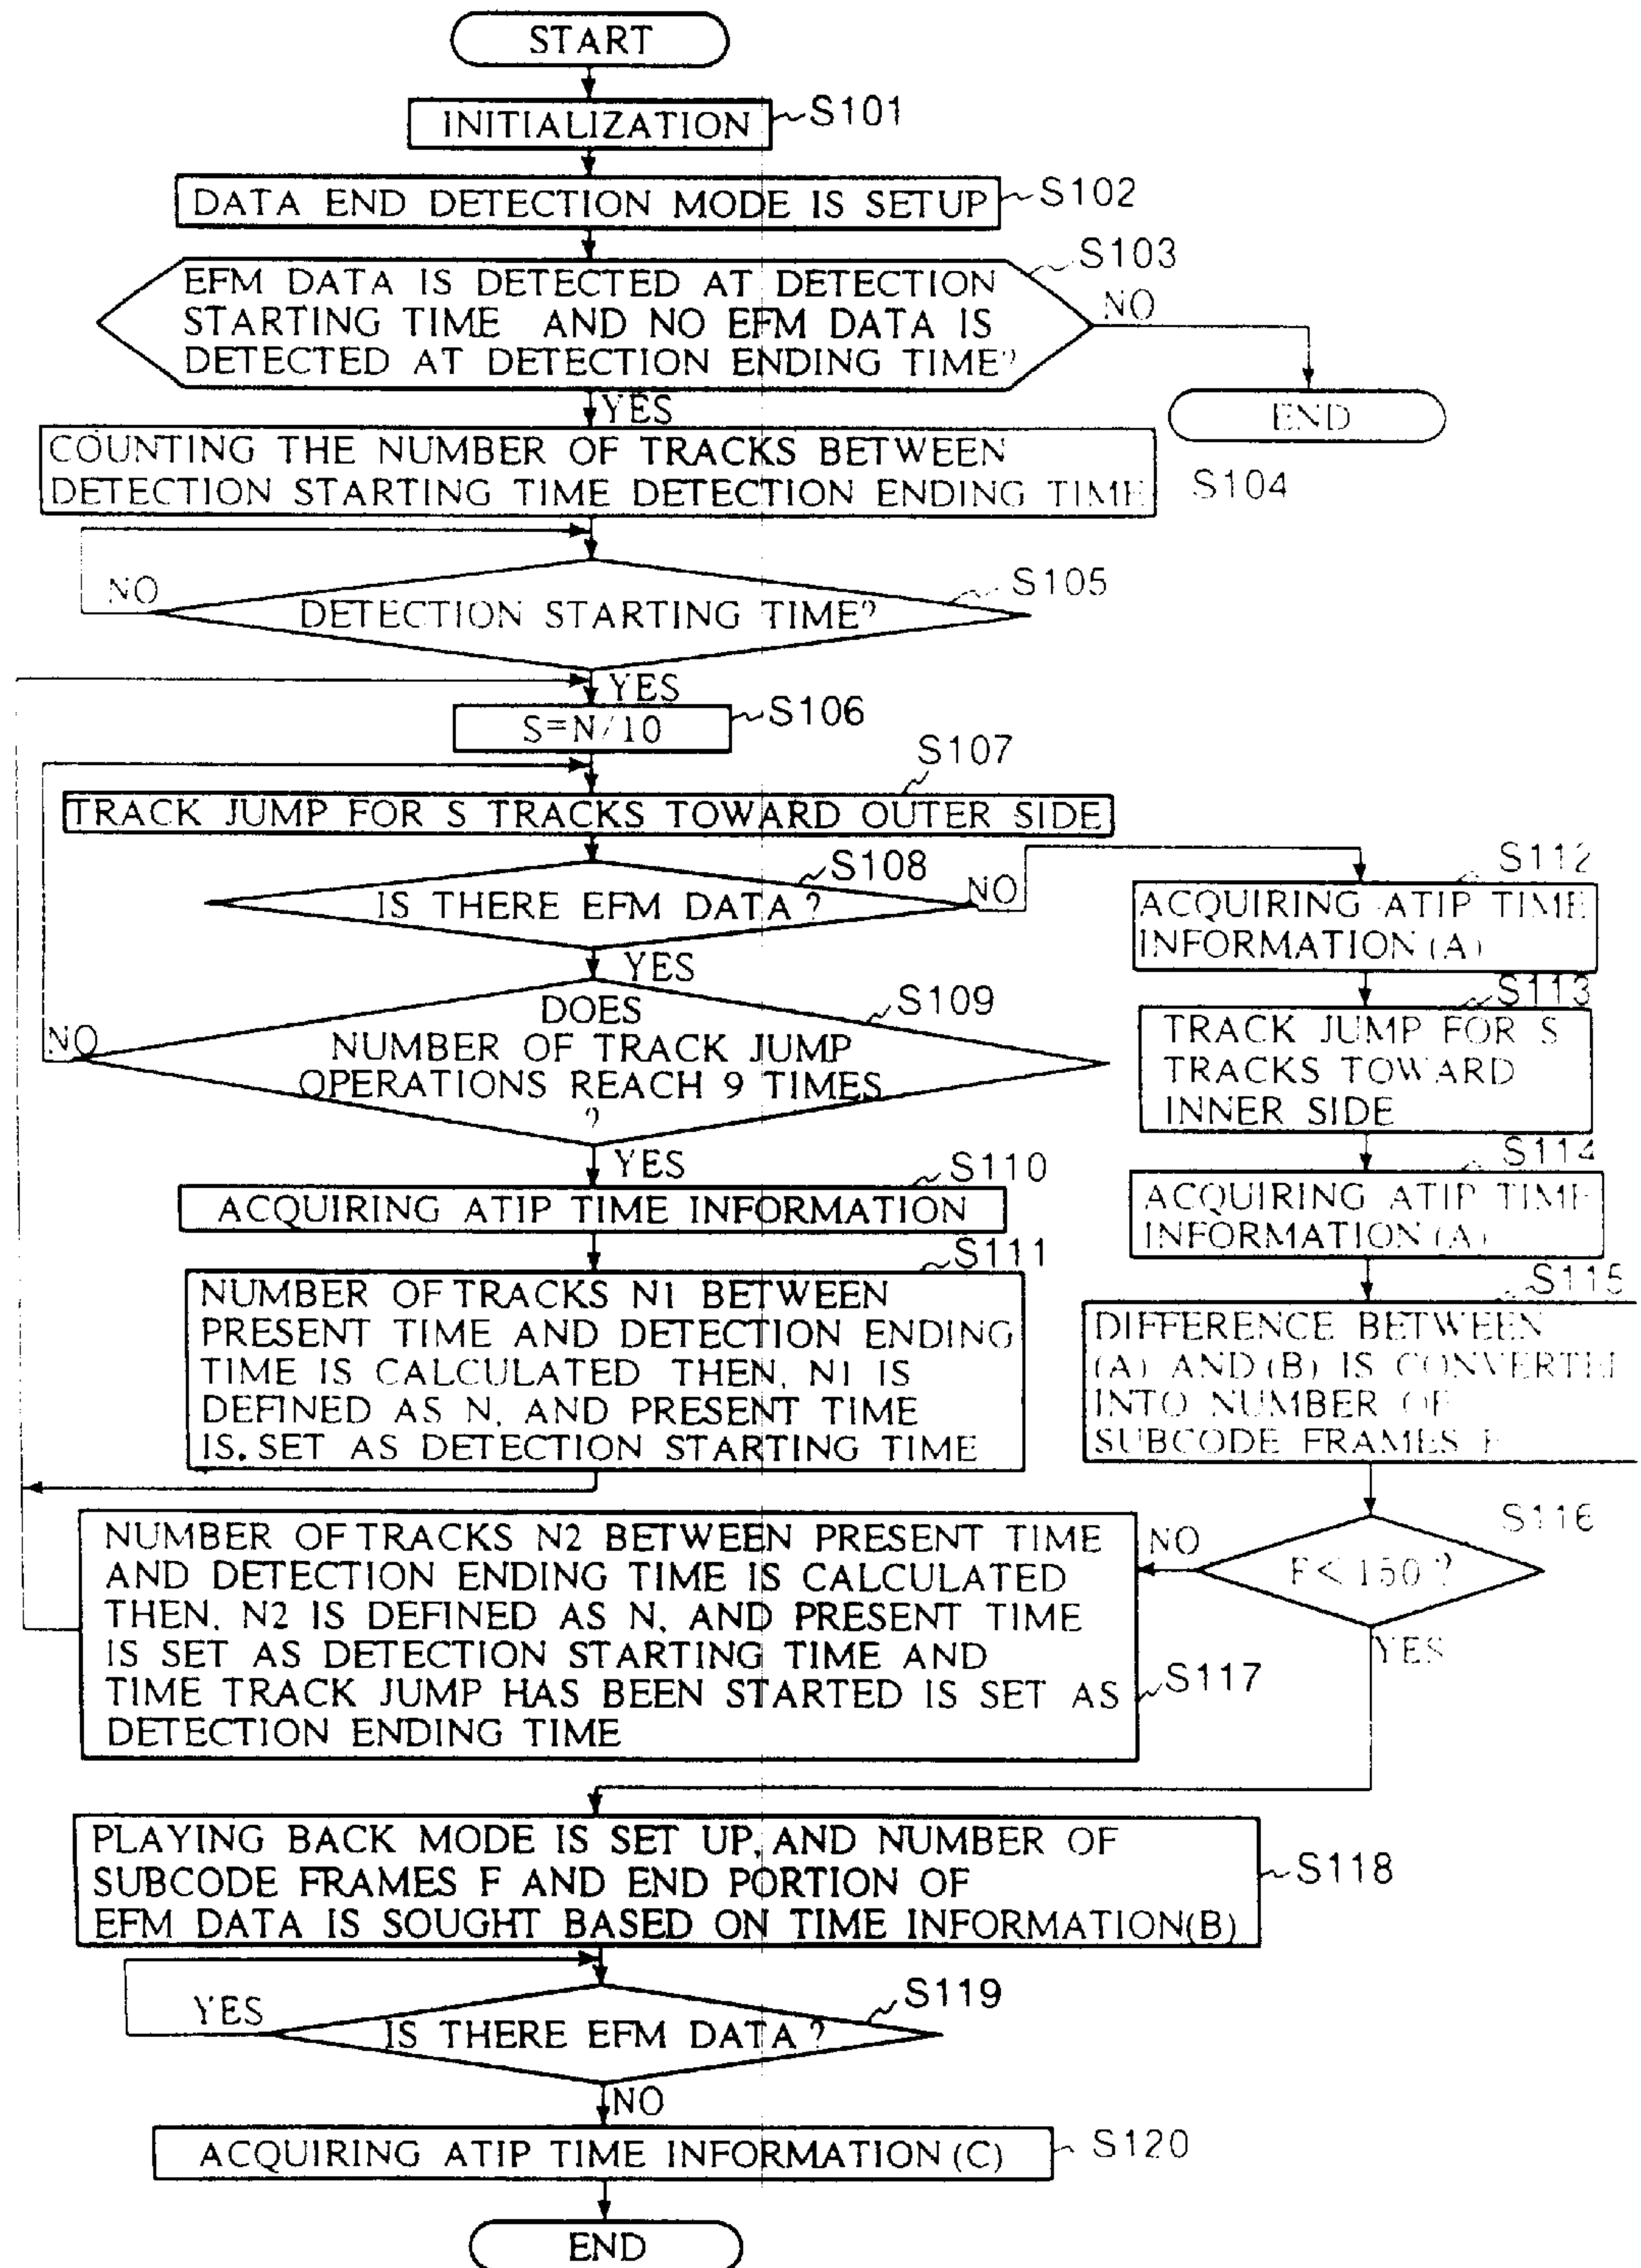 START
INITIALIZATION
S101
DATA END DETECTION MODE IS SETUP
S102
EFM DATA IS DETECTED AT DETECTION
STARTING TIME AND NO EFM DATA IS
DETECTED AT DETECTION ENDING TIME?
S103
NO
END
YES
COUNTING THE NUMBER OF TRACKS BETWEEN
DETECTION STARTING TIME DETECTION ENDING TIME
S104
NO
DETECTION STARTING TIME?
S105
YES
S=N/10
S106
S107
TRACK JUMP FOR S TRACKS TOWARD OUTER SIDE
S108
IS THERE EFM DATA?
NO
YES
S109
DOES
NUMBER OF TRACK JUMP
OPERATIONS REACH 9 TIMES
?
NO
YES
S110
ACQUIRING ATIP TIME INFORMATION
S111
NUMBER OF TRACKS N1 BETWEEN
PRESENT TIME AND DETECTION ENDING
TIME IS CALCULATED THEN, N1 IS
DEFINED AS N, AND PRESENT TIME
IS. SET AS DETECTION STARTING TIME
S112
ACQUIRING ATIP TIME
INFORMATION (A)
S113
TRACK JUMP FOR S
TRACKS TOWARD
INNER SIDE
S114
ACQUIRING ATIP TIME
INFORMATION (A)
S115
DIFFERENCE BETWEEN
(A) AND (B) IS CONVERTE
INTO NUMBER OF
SUBCODE FRAMES F
S116
F<150?
NO
YES
NUMBER OF TRACKS N2 BETWEEN PRESENT TIME
AND DETECTION ENDING TIME IS CALCULATED
THEN, N2 IS DEFINED AS N, AND PRESENT TIME
IS SET AS DETECTION STARTING TIME AND
TIME TRACK JUMP HAS BEEN STARTED IS SET AS
DETECTION ENDING TIME
S117
PLAYING BACK MODE IS SET UP, AND NUMBER OF
SUBCODE FRAMES F AND END PORTION OF
EFM DATA IS SOUGHT BASED ON TIME INFORMATION(B)
S118
YES
IS THERE EFM DATA?
S119
NO
ACQUIRING ATIP TIME INFORMATION (C)
S120
END